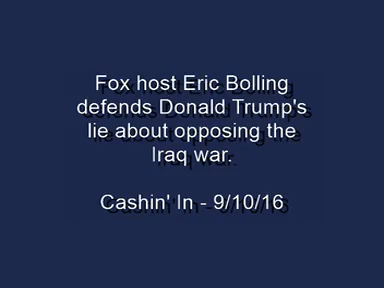 Fox host Eric Bolling
defends Donald Trump's
lie about opposing the
Iraq war.
Cashin' In - 9/10/16